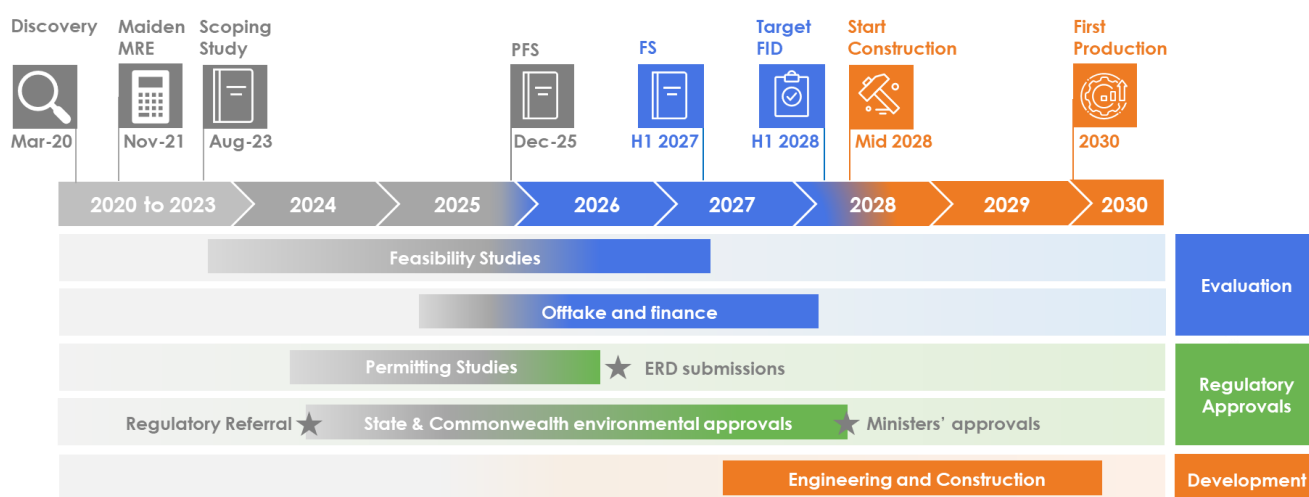 Discovery
Maiden
MRE
Scoping
Study
PFS
FS
Target
FID
Start
Construction
First
Production
Mar-20
Nov-21
Aug-23
Dec-25
H1 2027
H1 2028
Mid 2028
2030
2020 to 2023
2024
2025
2026
2027
2028
2029
2030
Feasibility Studies
Offtake and finance
Evaluation
Permitting Studies
ERD submissions
Regulatory Referral
State & Commonwealth environmental approvals
Ministers’ approvals
Regulatory
Approvals
Engineering and Construction
Development